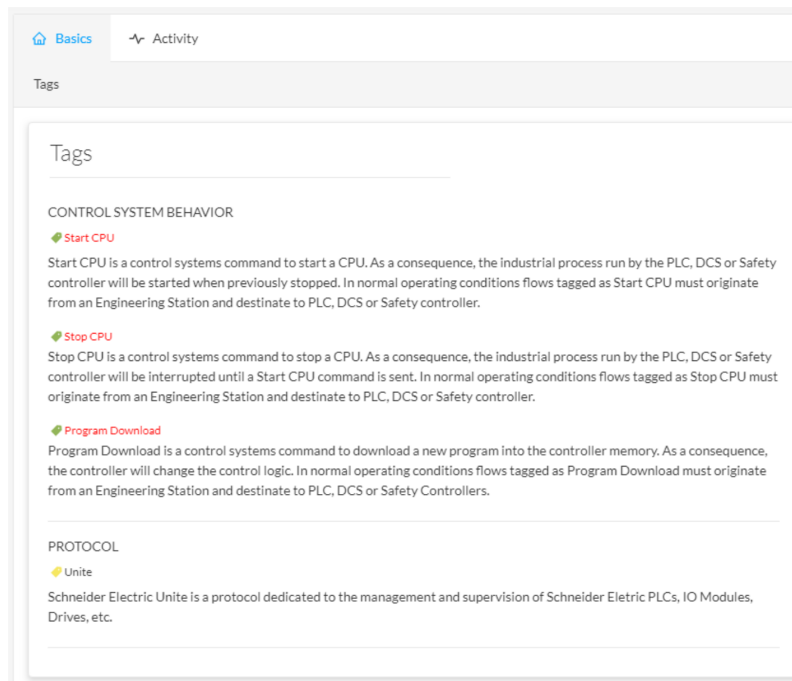 Basics
Activity
Tags
Tags
CONTROL SYSTEM BEHAVIOR
Start CPU
Start CPU is a control systems command to start a CPU. As a consequence, the industrial process run by the PLC, DCS or Safety
controller will be started when previously stopped. In normal operating conditions flows tagged as Start CPU must originate
from an Engineering Station and destinate to PLC, DCS or Safety controller.
Stop CPU
Stop CPU is a control systems command to stop a CPU. As a consequence, the industrial process run by the PLC, DCS or Safety
controller will be interrupted until a Start CPU command is sent. In normal operating conditions flows tagged as Stop CPU must
originate from an Engineering Station and destinate to PLC, DCS or Safety controller.
Program Download
Program Download is a control systems command to download a new program into the controller memory. As a consequence,
the controller will change the control logic. In normal operating conditions flows tagged as Program Download must originate
from an Engineering Station and destinate to PLC, DCS or Safety Controllers.
PROTOCOL
Unite
Schneider Electric Unite is a protocol dedicated to the management and supervision of Schneider Eletric PLCs, IO Modules,
Drives, etc.